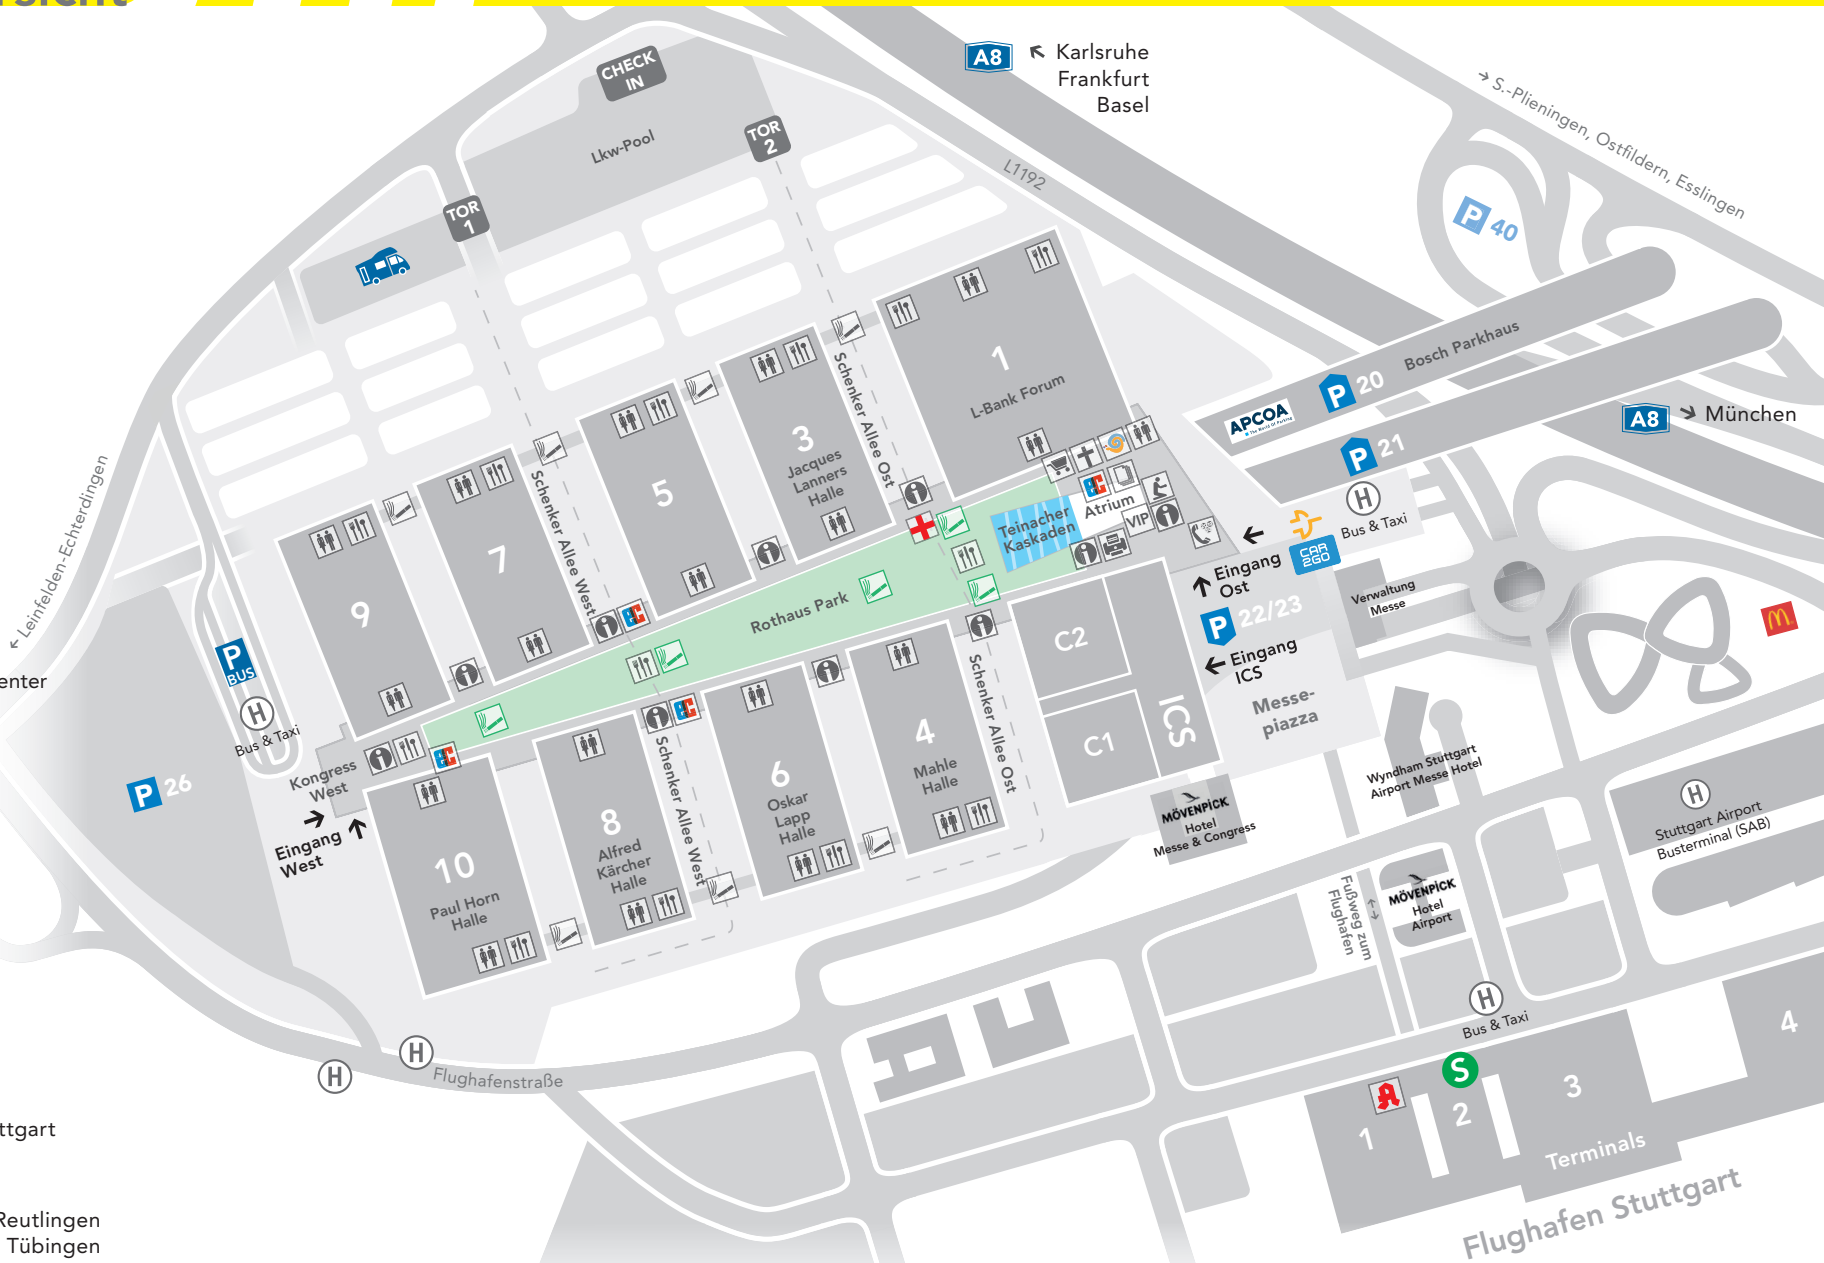 CHECK
IN
Lkw-Pool
TOR
2
TOR
1
A8
Karlsruhe
Frankfurt
Basel
L1192
S.-Plieningen, Ostfildern, Esslingen
P 40
Bosch Parkhaus
P 20
APCOA
P 21
A8
München
H
Bus & Taxi
CAR
2GO
Leinfelden-Echterdingen
1
L-Bank Forum
Schenker Allee Ost
3
Jacques
Lanners
Halle
5
Schenker Allee West
7
9
EC
Atrium
VIP
Teinacher
Kaskaden
Rothaus Park
Eingang
Ost
P 22/23
Eingang
ICS
Verwaltung
Messe
Messe-
piazza
C2
C1
ICS
EC
EC
EC
P
BUS
H
Bus & Taxi
Kongress
West
Eingang
West
P 26
enter
10
Paul Horn
Halle
8
Alfred
Kärcher
Halle
Schenker Allee West
6
Oskar
Lapp
Halle
4
Mahle
Halle
Schenker Allee Ost
MÖVENPICK
Hotel
Messe & Congress
Wyndham Stuttgart
Airport Messe Hotel
H
Stuttgart Airport
Busterminal (SAB)
MÖVENPICK
Hotel
Airport
Fußweg zum
Flughafen
H
Bus & Taxi
H
H
Flughafenstraße
S
1
2
3
4
Terminals
Flughafen Stuttgart
ttgart
Reutlingen
Tübingen